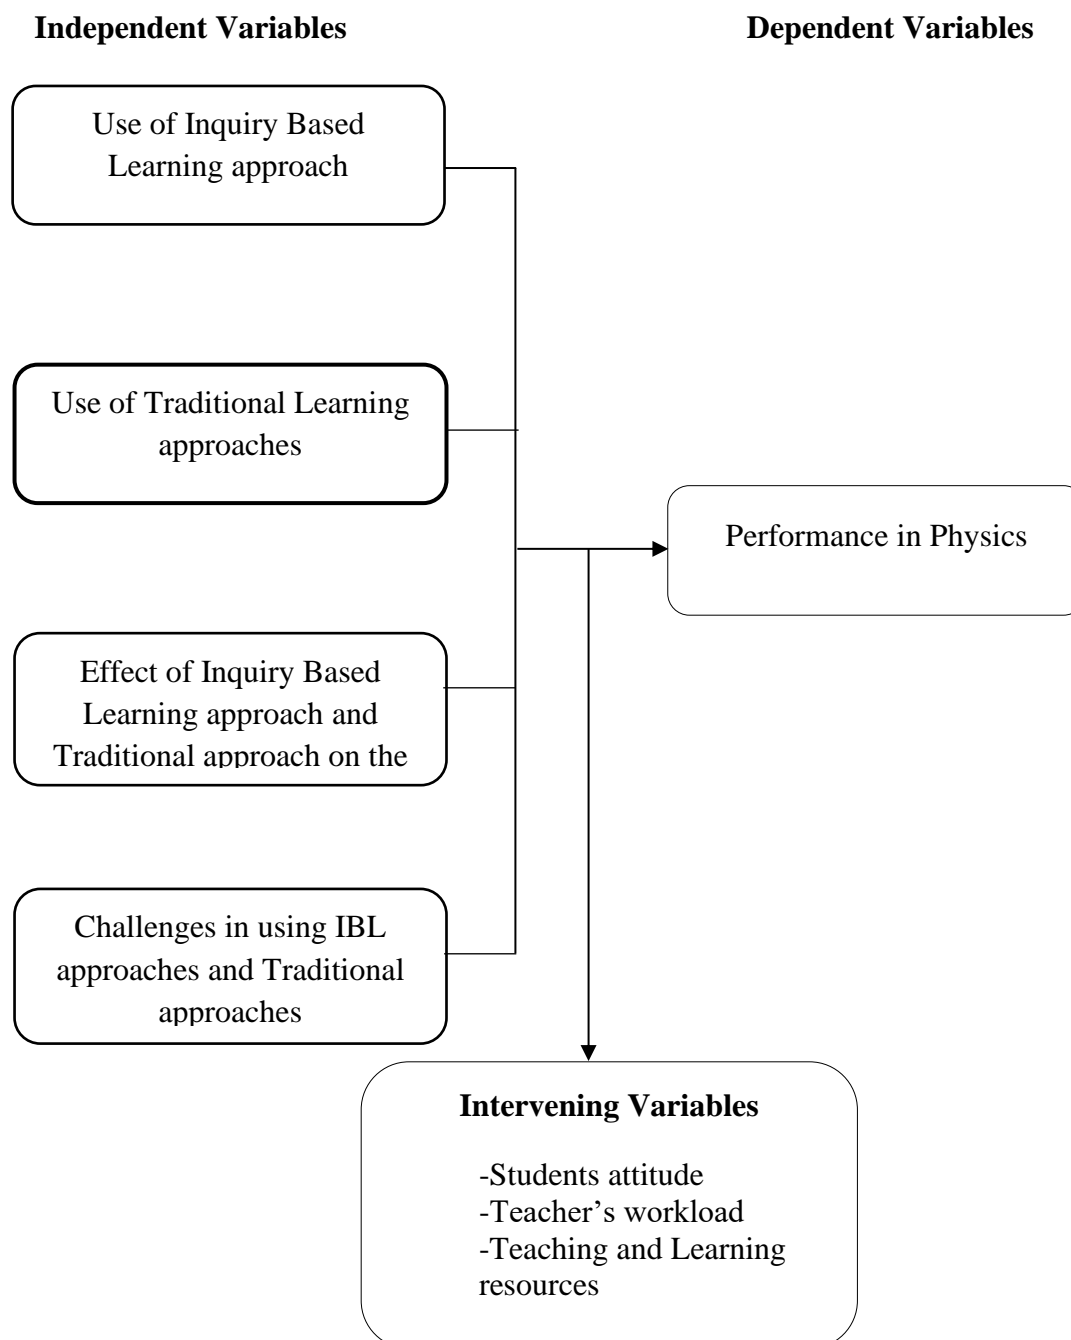 Independent Variables
Dependent Variables
Use of Inquiry Based
Learning approach
Use of Traditional Learning
approaches
Performance in Physics
Effect of Inquiry Based
Learning approach and
Traditional approach on the
Challenges in using IBL
approaches and Traditional
approaches
Intervening Variables
-Students attitude
-Teacher’s workload
-Teaching and Learning
resources